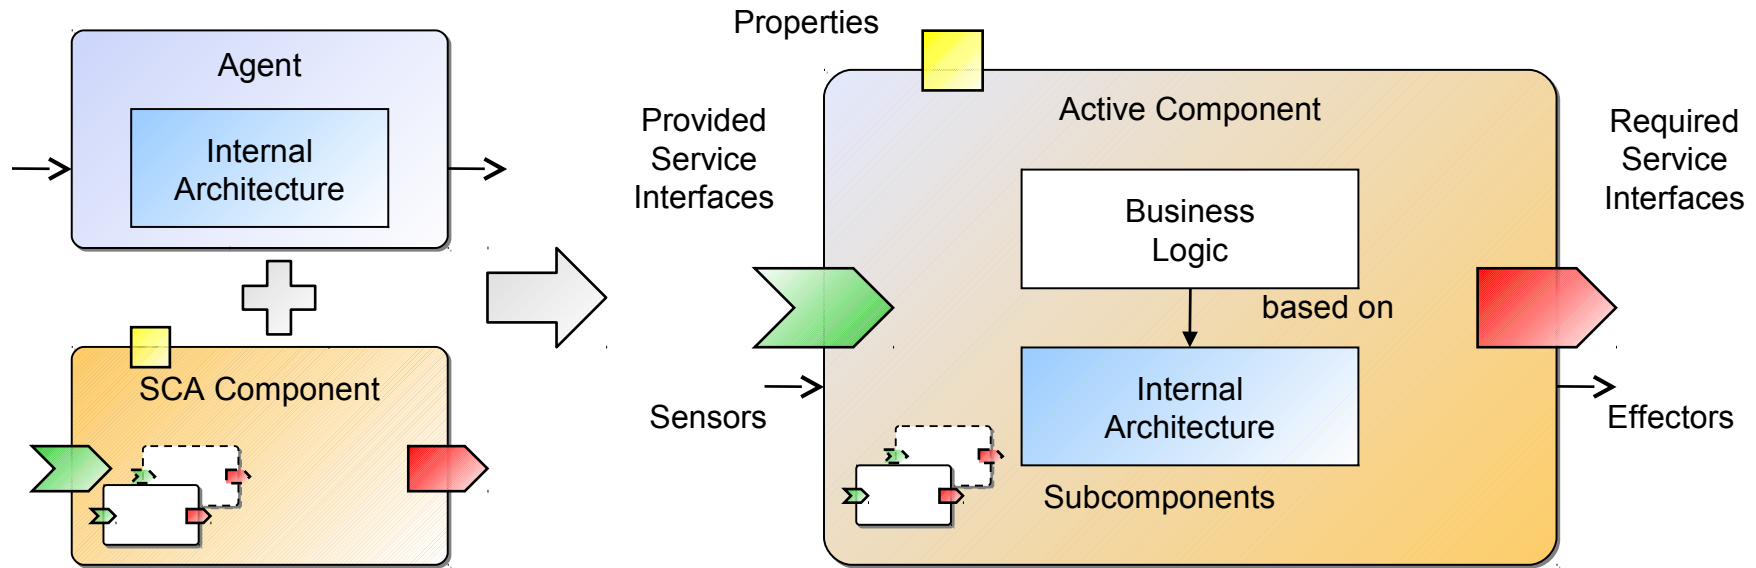 Agent
Internal
Architecture
SCA Component
Properties
Provided
Service
Interfaces
Sensors
Active Component
Business
Logic
based on
Internal
Architecture
Subcomponents
Required
Service
Interfaces
Effectors